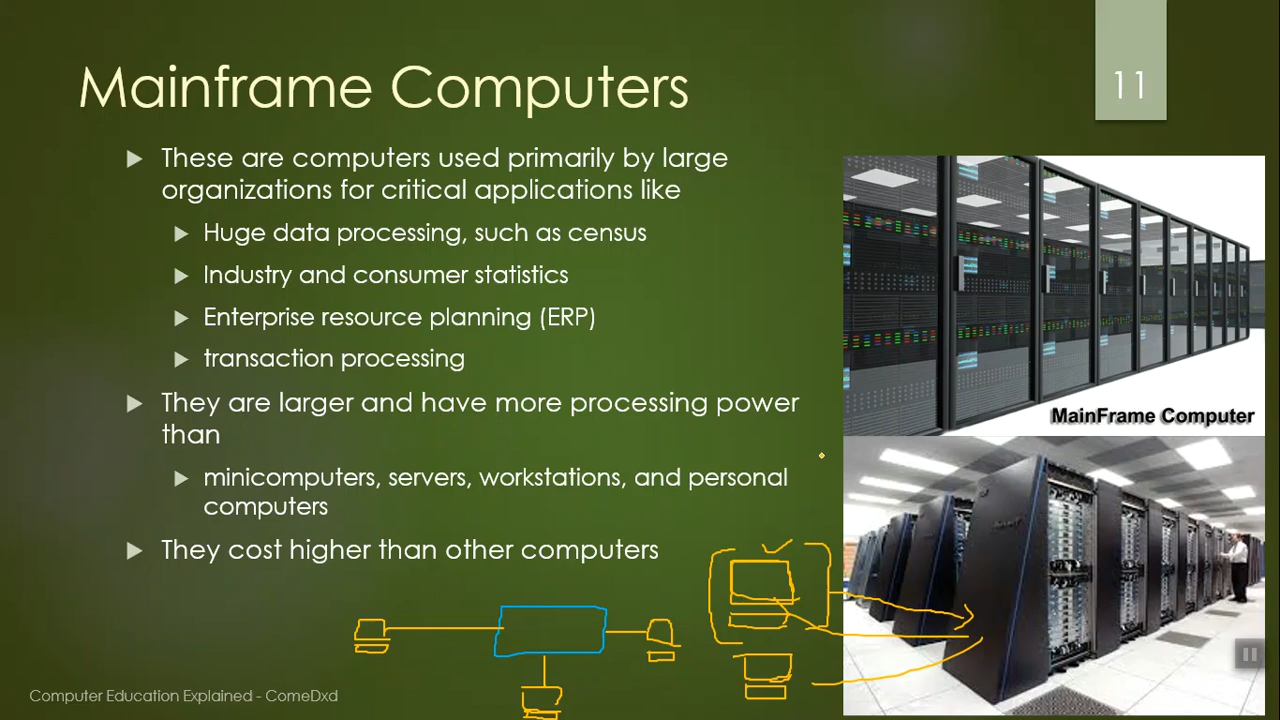 Mainframe Computers
11
These are computers used primarily by large
organizations for critical applications like
Huge data processing, such as census
Industry and consumer statistics
Enterprise resource planning (ERP)
transaction processing
They are larger and have more processing power
than
minicomputers, servers, workstations, and personal
computers
They cost higher than other computers
MainFrame Computer
Computer Education Explained - ComeDxd